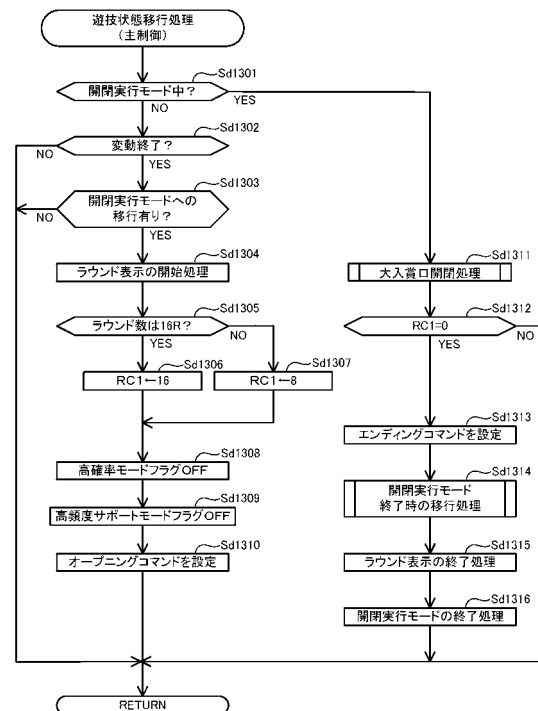 遊技状態移行処理
(主制御)
Sd1301
開閉実行モード中?
NO
YES
Sd1302
変動終了?
NO
YES
Sd1303
開閉実行モードへの
移行有り?
NO
YES
Sd1304
ラウンド表示の開始処理
Sd1305
ラウンド数は16R?
YES
NO
Sd1306
RC1←16
Sd1307
RC1←8
Sd1308
高確率モードフラグOFF
Sd1309
高頻度サポートモードフラグOFF
Sd1310
オープニングコマンドを設定
Sd1311
大入賞口開閉処理
Sd1312
RC1=0
YES
NO
Sd1313
エンディングコマンドを設定
Sd1314
開閉実行モード
終了時の移行処理
Sd1315
ラウンド表示の終了処理
Sd1316
開閉実行モードの終了処理
RETURN